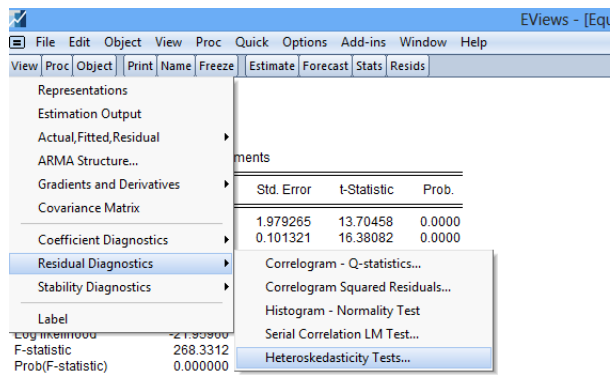 EViews - [Equ
File Edit Object View Proc Quick Options Add-ins Window Help
View Proc Object Print Name Freeze Estimate Forecast Stats Resids
Representations
Estimation Output
Actual,Fitted,Residual
ARMA Structure...
ments
Gradients and Derivatives
Std. Error t-Statistic Prob.
Covariance Matrix
1.979265 13.70458 0.0000
0.101321 16.38082 0.0000
Coefficient Diagnostics
Residual Diagnostics
Correlogram - Q-statistics...
Stability Diagnostics
Correlogram Squared Residuals...
Label
Histogram - Normality Test
Log likelihood -21.95960
Serial Correlation LM Test...
F-statistic 268.3312
Heteroskedasticity Tests...
Prob(F-statistic) 0.000000